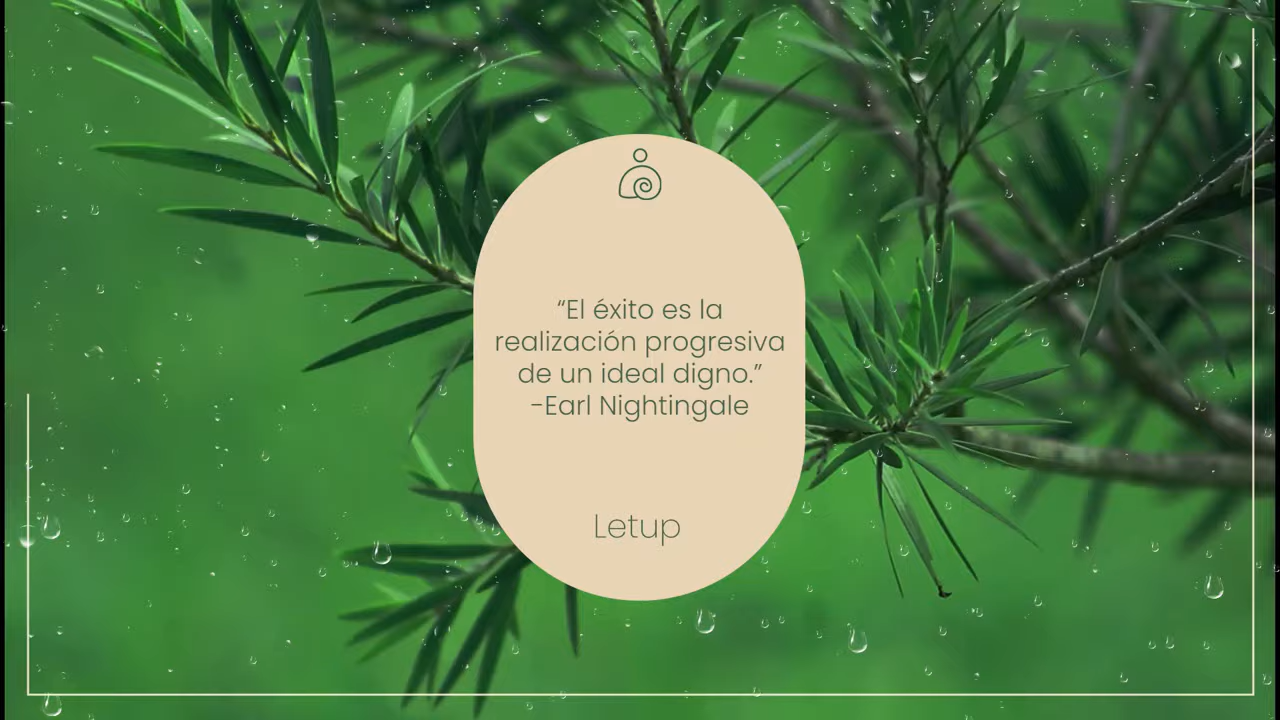 “El éxito es la
realización progresiva
de un ideal digno.”
-Earl Nightingale
Letup